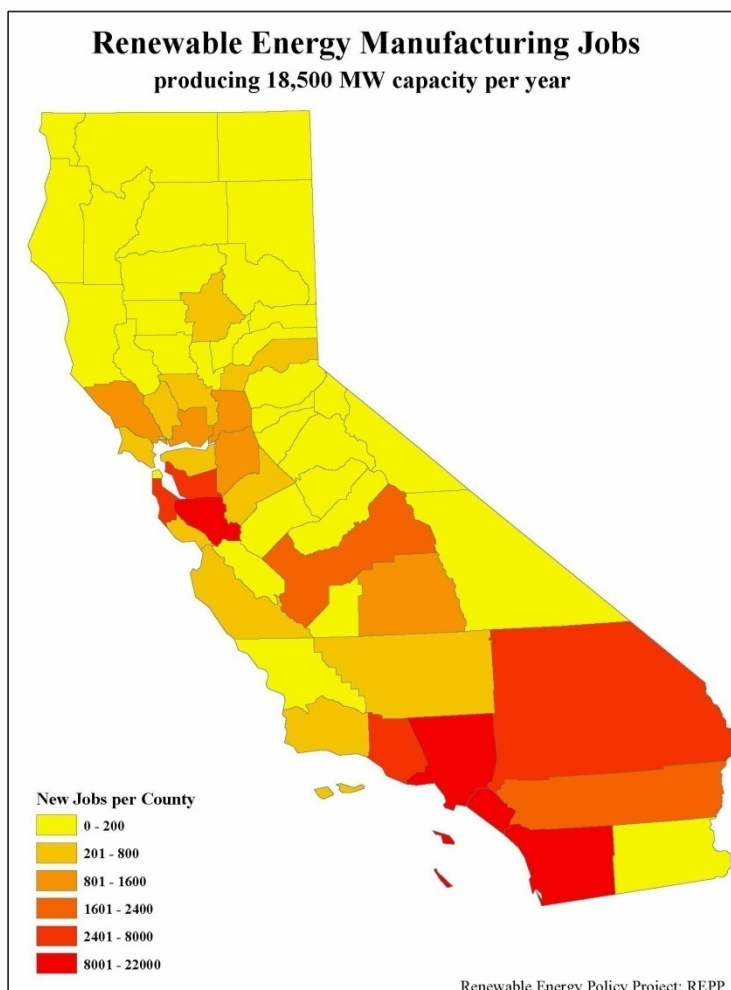 Renewable Energy Manufacturing Jobs
producing 18,500 MW capacity per year
New Jobs per County
0 - 200
201 - 800
801 - 1600
1601 - 2400
2401 - 8000
8001 - 22000
Renewable Energy Policy Project: REPP